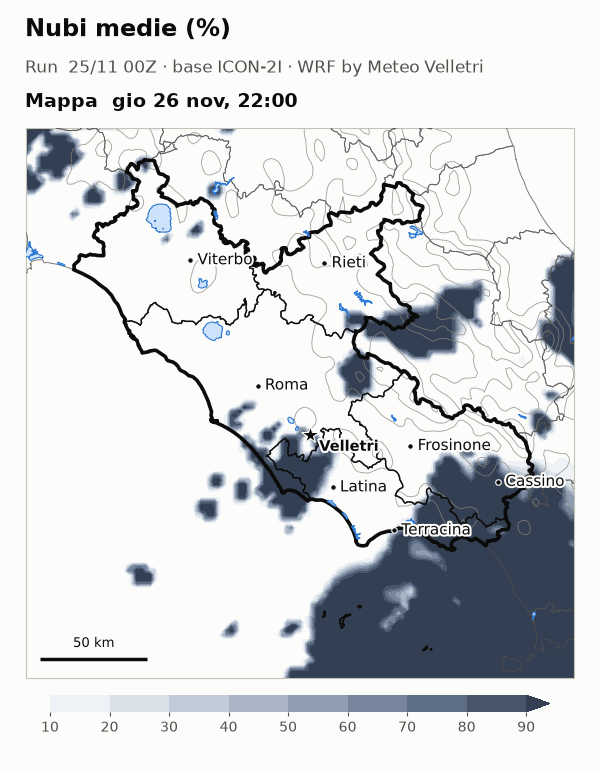 Nubi medie (%)
Run 25/11 00Z · base ICON-2I · WRF by Meteo Velletri
Mappa gio 26 nov, 22:00
Viterbo
Rieti
Roma
Velletri
Frosinone
Cassino
Latina
Terracina
50 km
10 20 30 40 50 60 70 80 90